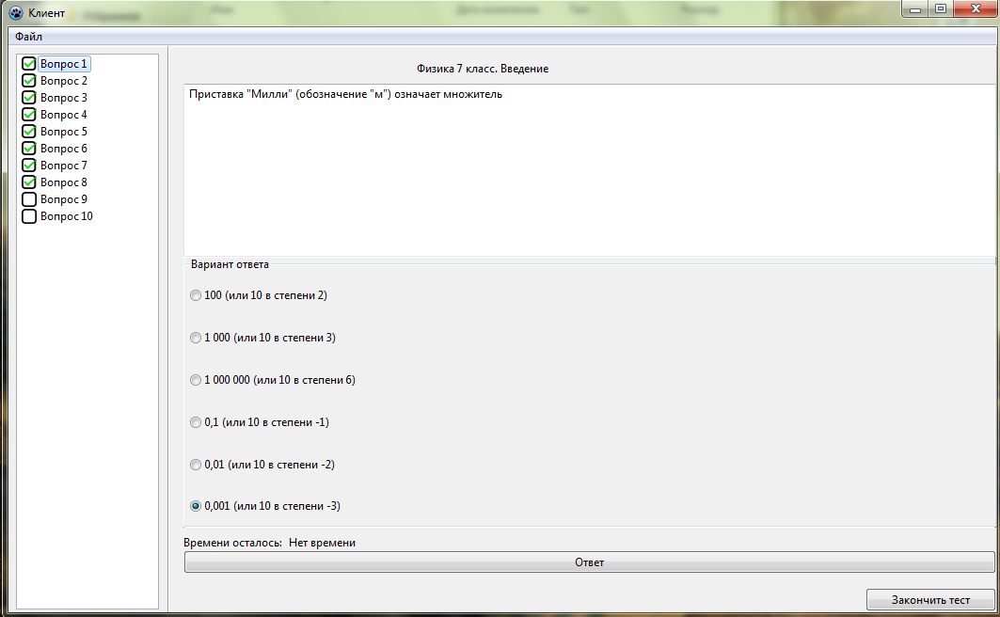 Клиент
Файл
Вопрос 1
Вопрос 2
Вопрос 3
Вопрос 4
Вопрос 5
Вопрос 6
Вопрос 7
Вопрос 8
Вопрос 9
Вопрос 10
Физика 7 класс. Введение
Приставка "Милли" (обозначение "м") означает множитель
Вариант ответа
100 (или 10 в степени 2)
1 000 (или 10 в степени 3)
1 000 000 (или 10 в степени 6)
0,1 (или 10 в степени -1)
0,01 (или 10 в степени -2)
0,001 (или 10 в степени -3)
Времени осталось: Нет времени
Ответ
Закончить тест